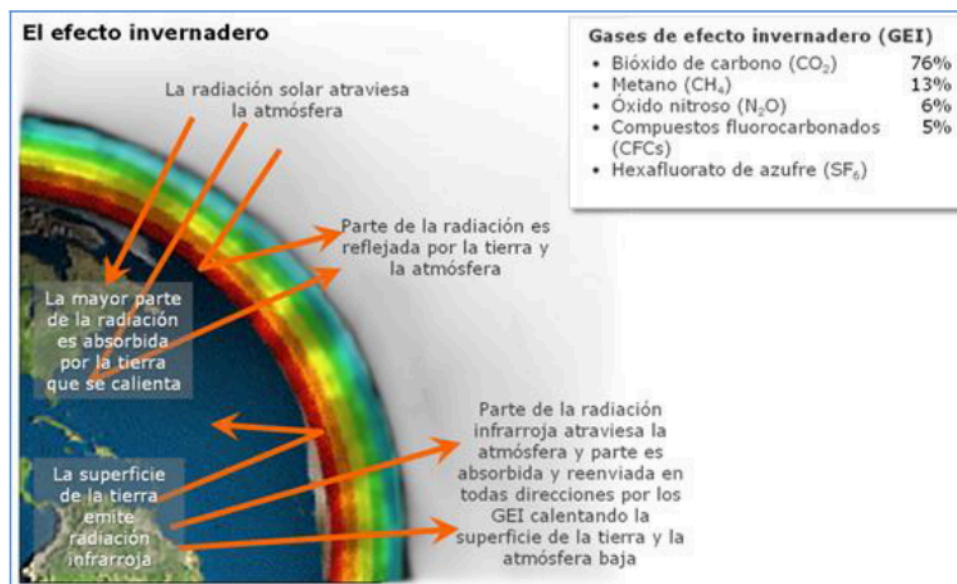 El efecto invernadero
La radiación solar atraviesa
la atmósfera
Parte de la radiación es
reflejada por la tierra y
la atmósfera
La mayor parte
de la radiación
es absorbida
por la tierra
que se calienta
La superficie
de la tierra
emite
radiación
infrarroja
Parte de la radiación
infrarroja atraviesa la
atmósfera y parte es
absorbida y reenviada en
todas direcciones por los
GEI calentando la
superficie de la tierra y la
atmósfera baja
Gases de efecto invernadero (GEI)
• Bióxido de carbono (CO₂) 76%
• Metano (CH₄) 13%
• Óxido nitroso (N₂O) 6%
• Compuestos fluorocarbonados 5%
(CFCs)
• Hexafluorato de azufre (SF₆)